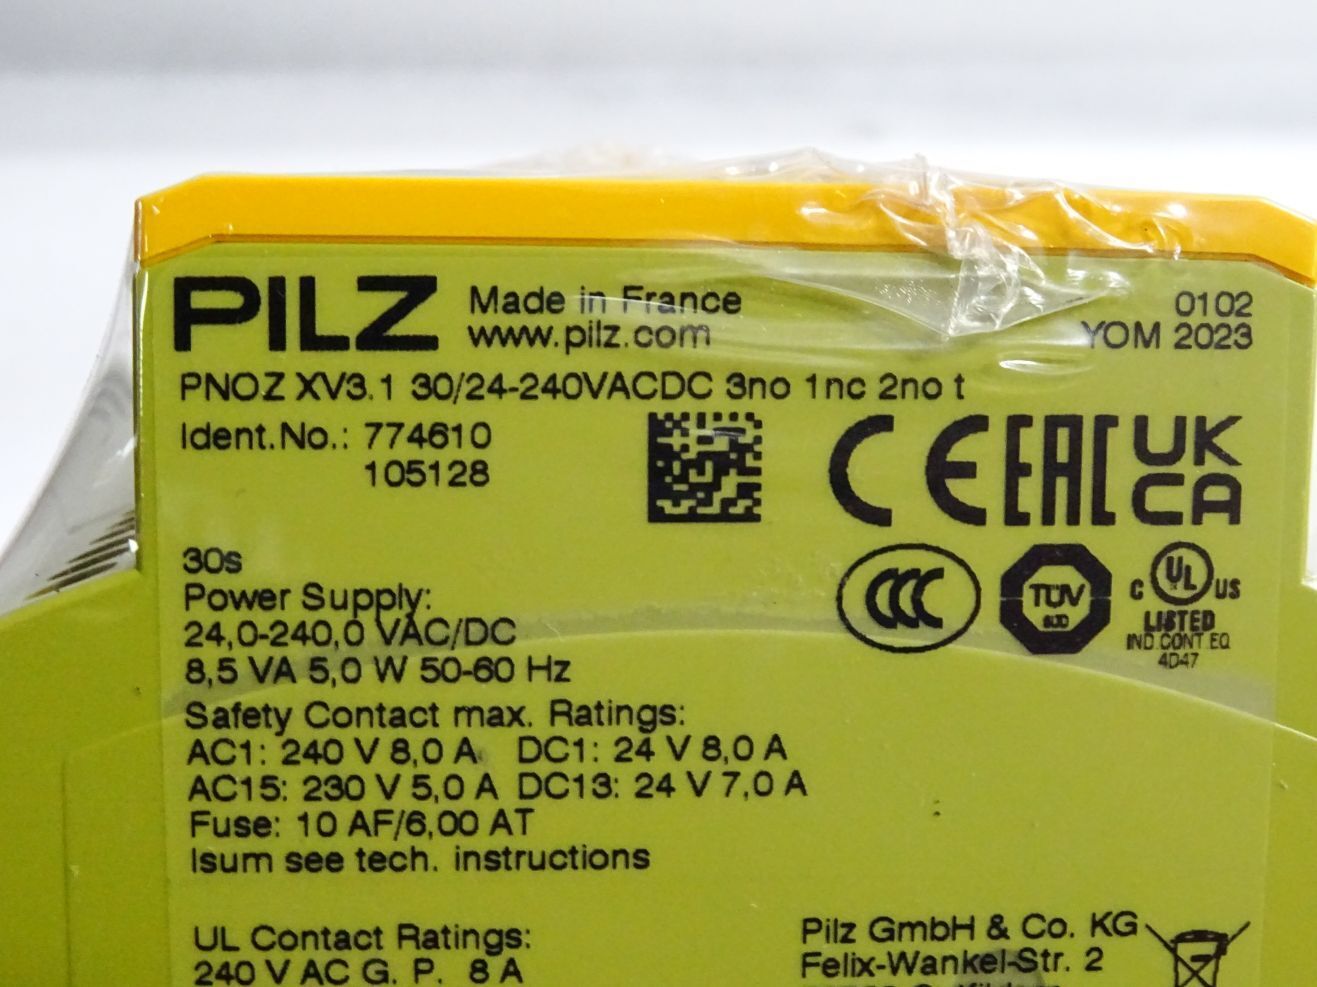 PILZ Made in France
www.pilz.com
0102
YOM 2023
PNOZ XV3.1 30/24-240VACDC 3no 1nc 2no t
Ident.No.: 774610
105128
CE EAC UK
CA
30s
Power Supply:
24,0-240,0 VAC/DC
8,5 VA 5,0 W 50-60 Hz
CCC
TÜV
SÜD
C UL US
LISTED
IND.CONT.EQ
4D47
Safety Contact max. Ratings:
AC1: 240 V 8,0 A DC1: 24 V 8,0 A
AC15: 230 V 5,0 A DC13: 24 V 7,0 A
Fuse: 10 AF/6,00 AT
Isum see tech. instructions
UL Contact Ratings:
240 V AC G. P. 8 A
Pilz GmbH & Co. KG
Felix-Wankel-Str. 2